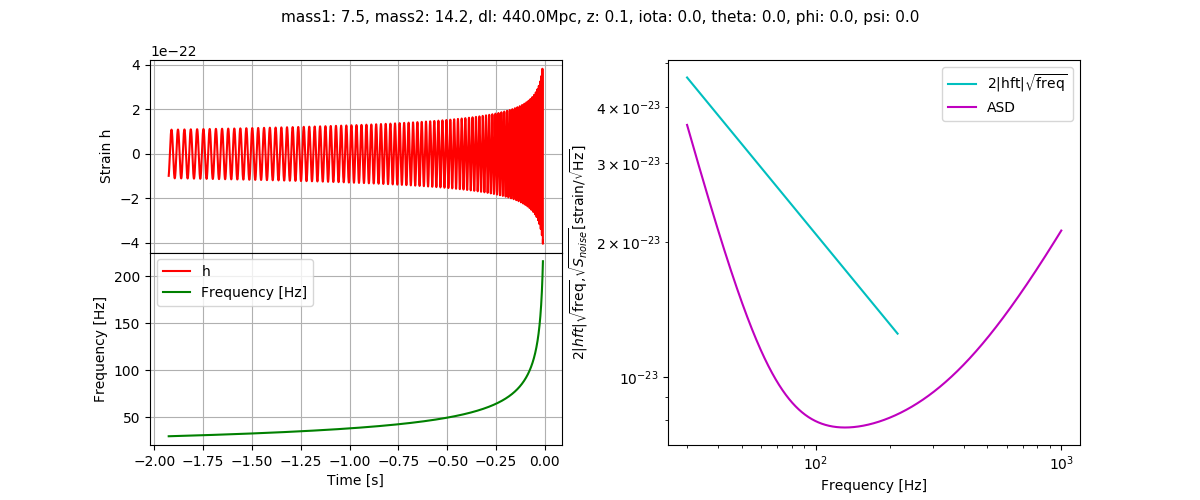 mass1: 7.5, mass2: 14.2, dl: 440.0Mpc, z: 0.1, iota: 0.0, theta: 0.0, phi: 0.0, psi: 0.0
1e−22
4
2
0
−2
−4
Strain h
h
Frequency [Hz]
200
150
100
50
Frequency [Hz]
−2.00 −1.75 −1.50 −1.25 −1.00 −0.75 −0.50 −0.25 0.00
Time [s]
2|hft|√freq
ASD
4 × 10⁻²³
3 × 10⁻²³
2 × 10⁻²³
10⁻²³
2|hft|√freq, √S_noise [strain/√Hz]
10² 10³
Frequency [Hz]